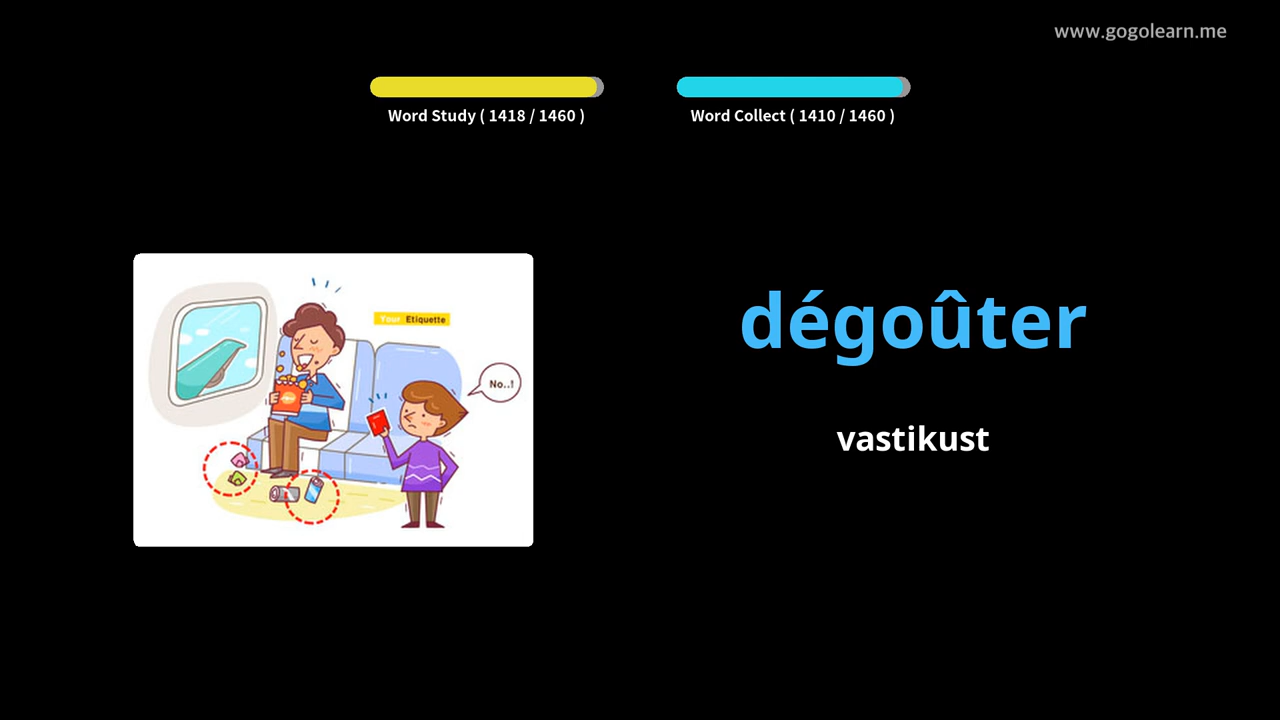 www.gogolearn.me
Word Study ( 1418 / 1460 )
Word Collect ( 1410 / 1460 )
Your Etiquette
No..!
dégoûter
vastikust